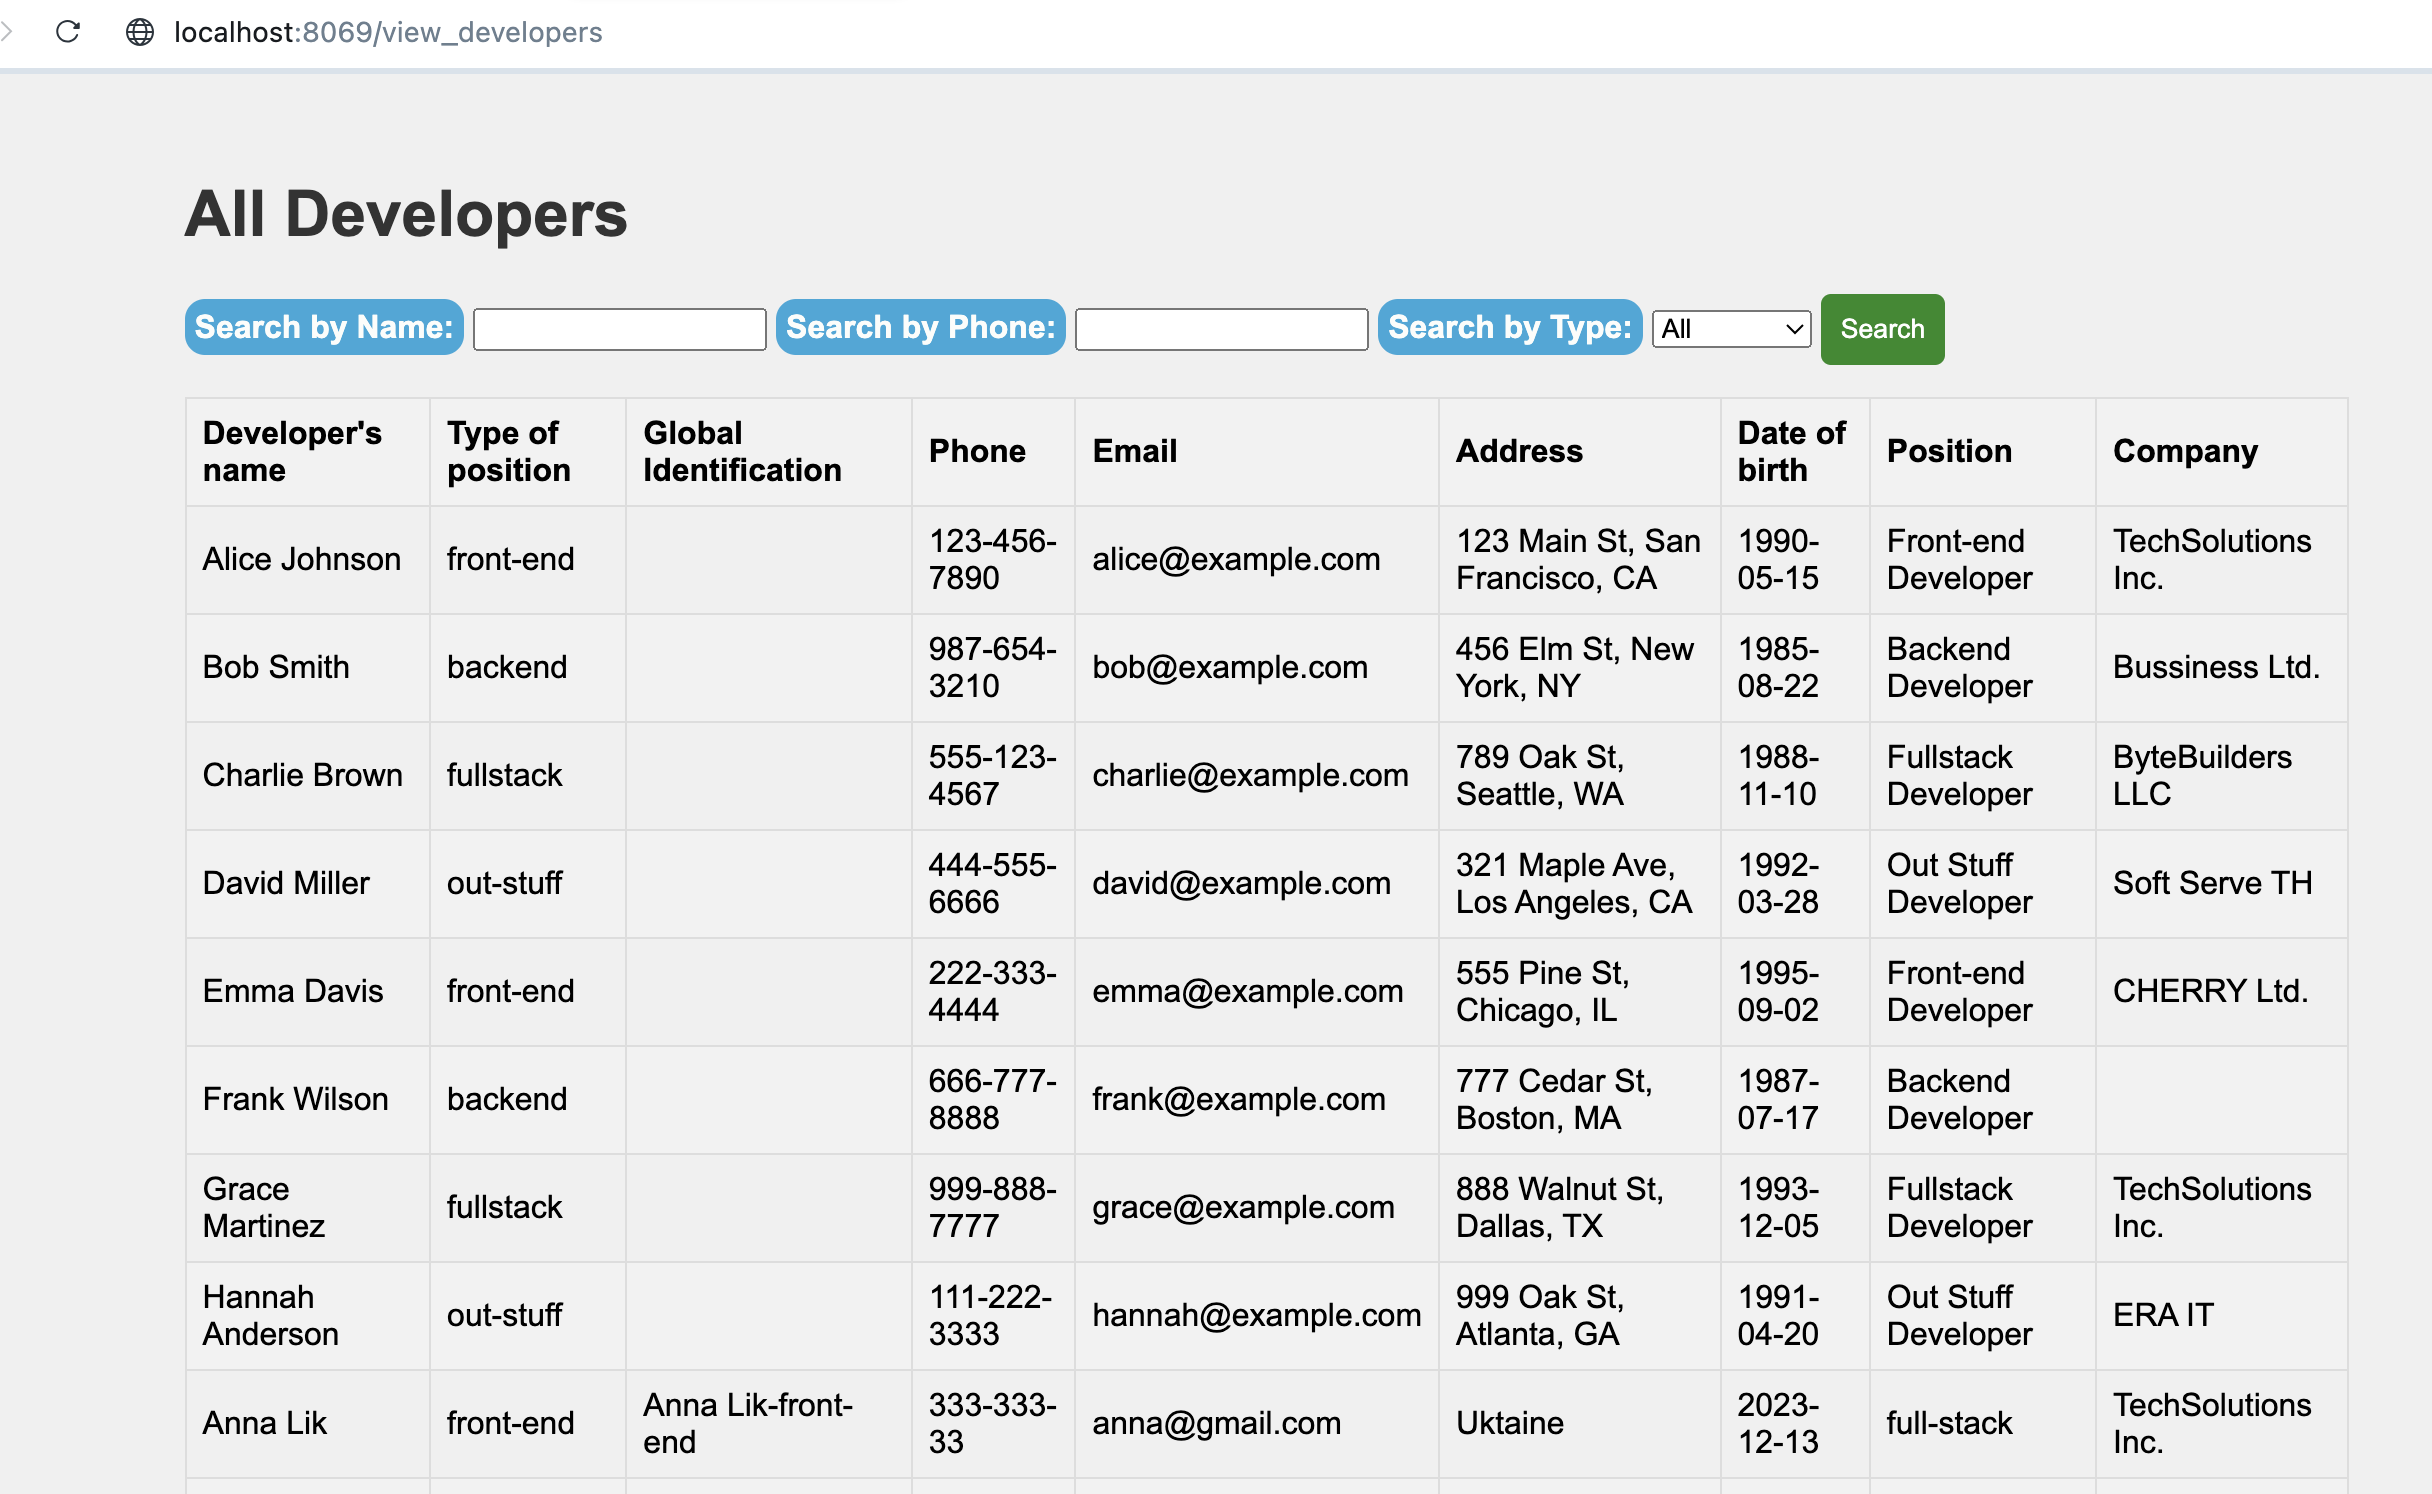 localhost:8069/view_developers
All Developers
Search by Name: Search by Phone: Search by Type: All Search
Developer's name Type of position Global Identification Phone Email Address Date of birth Position Company
Alice Johnson front-end 123-456-7890 alice@example.com 123 Main St, San Francisco, CA 1990-05-15 Front-end Developer TechSolutions Inc.
Bob Smith backend 987-654-3210 bob@example.com 456 Elm St, New York, NY 1985-08-22 Backend Developer Bussiness Ltd.
Charlie Brown fullstack 555-123-4567 charlie@example.com 789 Oak St, Seattle, WA 1988-11-10 Fullstack Developer ByteBuilders LLC
David Miller out-stuff 444-555-6666 david@example.com 321 Maple Ave, Los Angeles, CA 1992-03-28 Out Stuff Developer Soft Serve TH
Emma Davis front-end 222-333-4444 emma@example.com 555 Pine St, Chicago, IL 1995-09-02 Front-end Developer CHERRY Ltd.
Frank Wilson backend 666-777-8888 frank@example.com 777 Cedar St, Boston, MA 1987-07-17 Backend Developer
Grace Martinez fullstack 999-888-7777 grace@example.com 888 Walnut St, Dallas, TX 1993-12-05 Fullstack Developer TechSolutions Inc.
Hannah Anderson out-stuff 111-222-3333 hannah@example.com 999 Oak St, Atlanta, GA 1991-04-20 Out Stuff Developer ERA IT
Anna Lik front-end Anna Lik-front-end 333-333-33 anna@gmail.com Uktaine 2023-12-13 full-stack TechSolutions Inc.